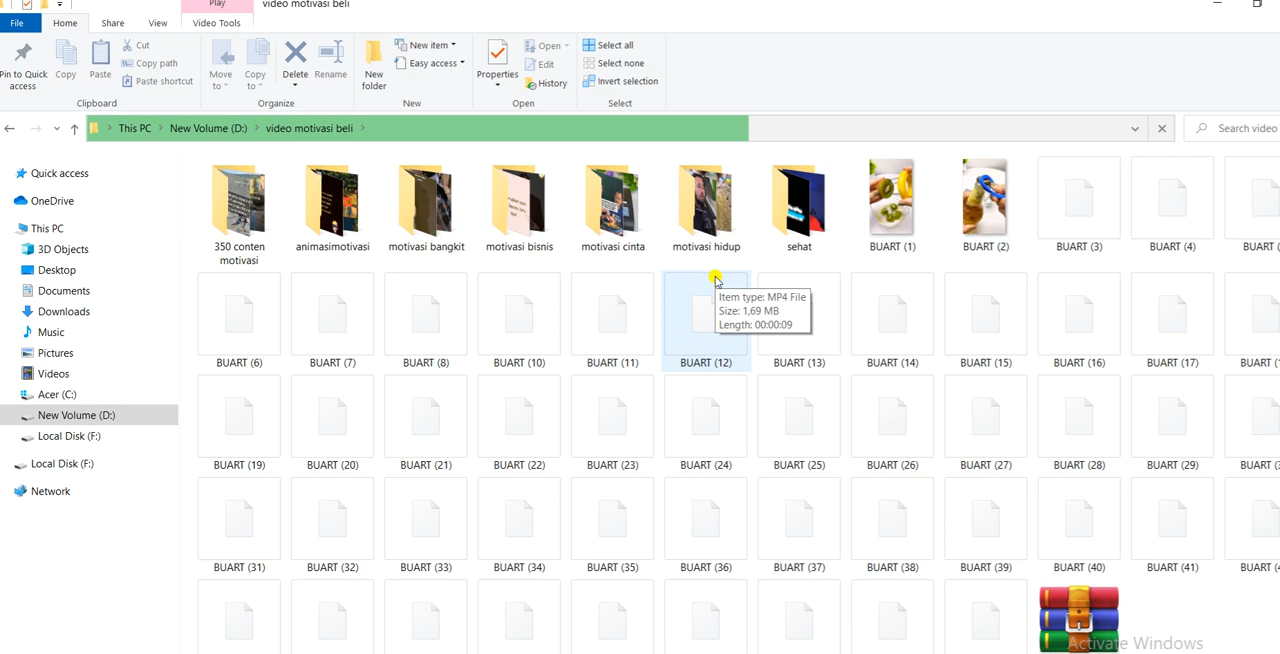 Play
video motivasi beli
File
Home
Share
View
Video Tools
Pin to Quick
access
Copy
Paste
Cut
Copy path
Paste shortcut
Clipboard
Move
to
Copy
to
Delete
Rename
Organize
New
folder
New item
Easy access
New
Properties
Open
Edit
History
Open
Select all
Select none
Invert selection
Select
This PC
New Volume (D:)
video motivasi beli
Search video
Quick access
OneDrive
This PC
3D Objects
Desktop
Documents
Downloads
Music
Pictures
Videos
Acer (C:)
New Volume (D:)
Local Disk (F:)
Local Disk (F:)
Network
350 conten
motivasi
animasimotivasi
motivasi bangkit
motivasi bisnis
motivasi cinta
motivasi hidup
sehat
BUART (1)
BUART (2)
BUART (3)
BUART (4)
BUART (
Item type: MP4 File
Size: 1,69 MB
Length: 00:00:09
BUART (6)
BUART (7)
BUART (8)
BUART (10)
BUART (11)
BUART (12)
BUART (13)
BUART (14)
BUART (15)
BUART (16)
BUART (17)
BUART (
BUART (19)
BUART (20)
BUART (21)
BUART (22)
BUART (23)
BUART (24)
BUART (25)
BUART (26)
BUART (27)
BUART (28)
BUART (29)
BUART (
BUART (31)
BUART (32)
BUART (33)
BUART (34)
BUART (35)
BUART (36)
BUART (37)
BUART (38)
BUART (39)
BUART (40)
BUART (41)
BUART (
Activate Windows